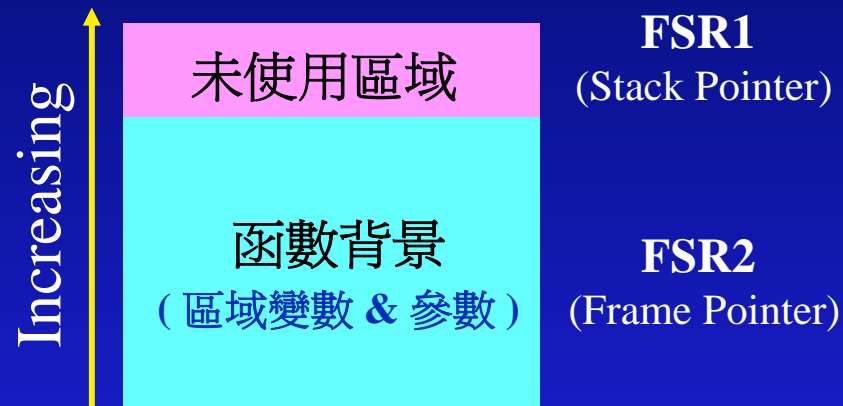 Increasing
未使用區域
函數背景
( 區域變數 & 參數 )
FSR1
(Stack Pointer)
FSR2
(Frame Pointer)